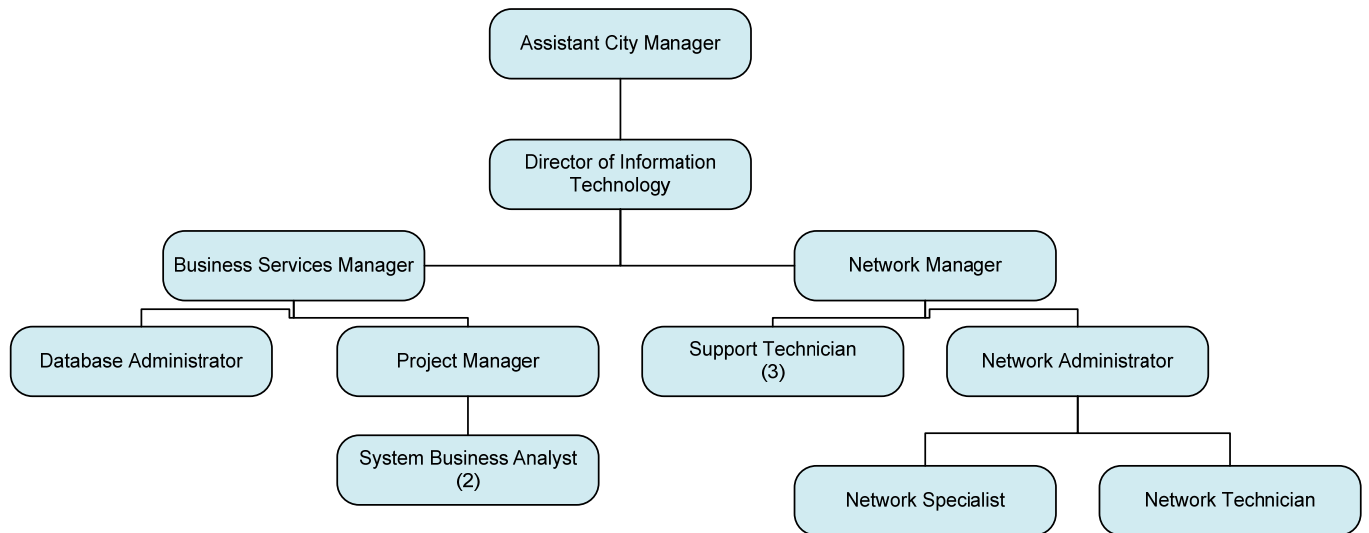 Assistant City Manager
Director of Information
Technology
Business Services Manager
Network Manager
Database Administrator
Project Manager
Support Technician
(3)
Network Administrator
System Business Analyst
(2)
Network Specialist
Network Technician